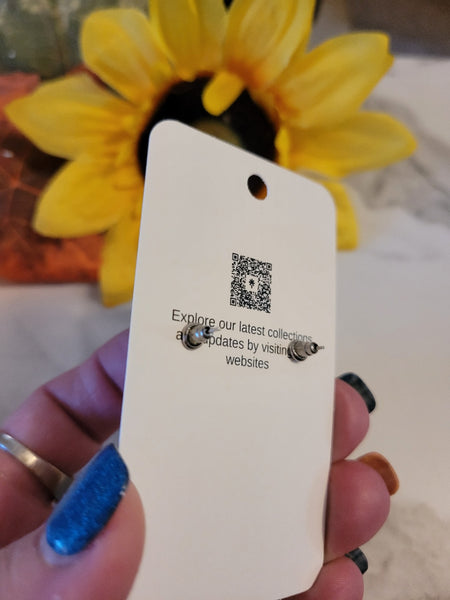 Explore our latest collections
updates by visiting
websites